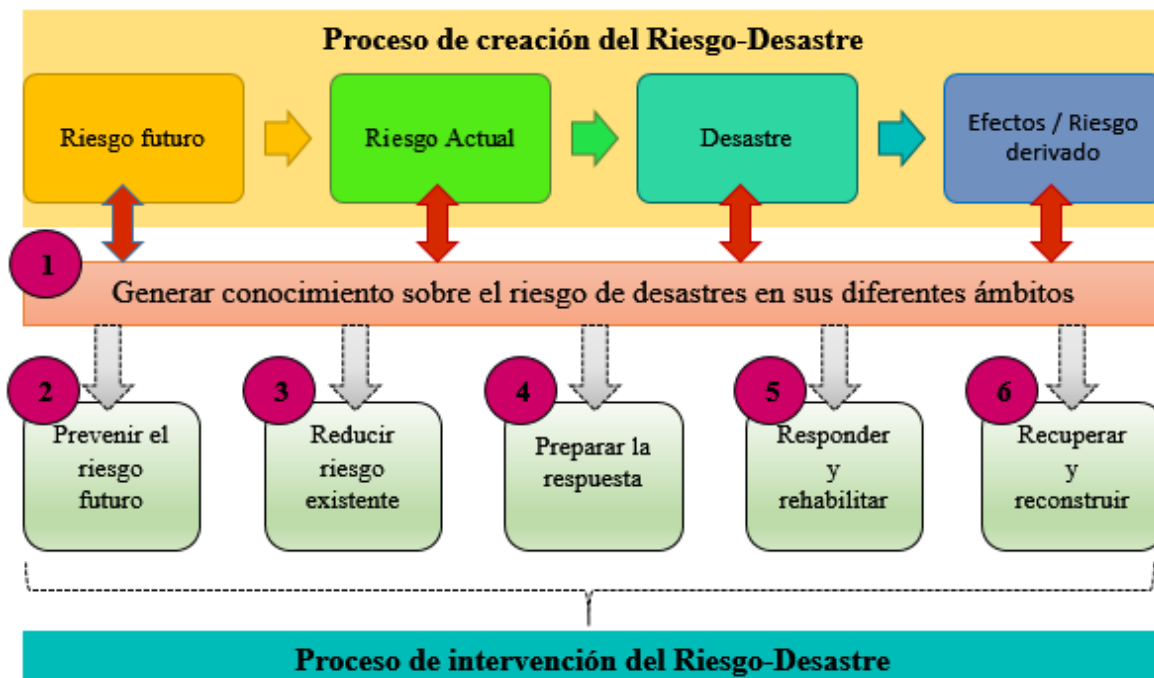 Proceso de creación del Riesgo-Desastre
Riesgo futuro
Riesgo Actual
Desastre
Efectos / Riesgo
derivado
1
Generar conocimiento sobre el riesgo de desastres en sus diferentes ámbitos
2
Prevenir el
riesgo
futuro
3
Reducir
riesgo
existente
4
Preparar la
respuesta
5
Responder
y
rehabilitar
6
Recuperar
y
reconstruir
Proceso de intervención del Riesgo-Desastre